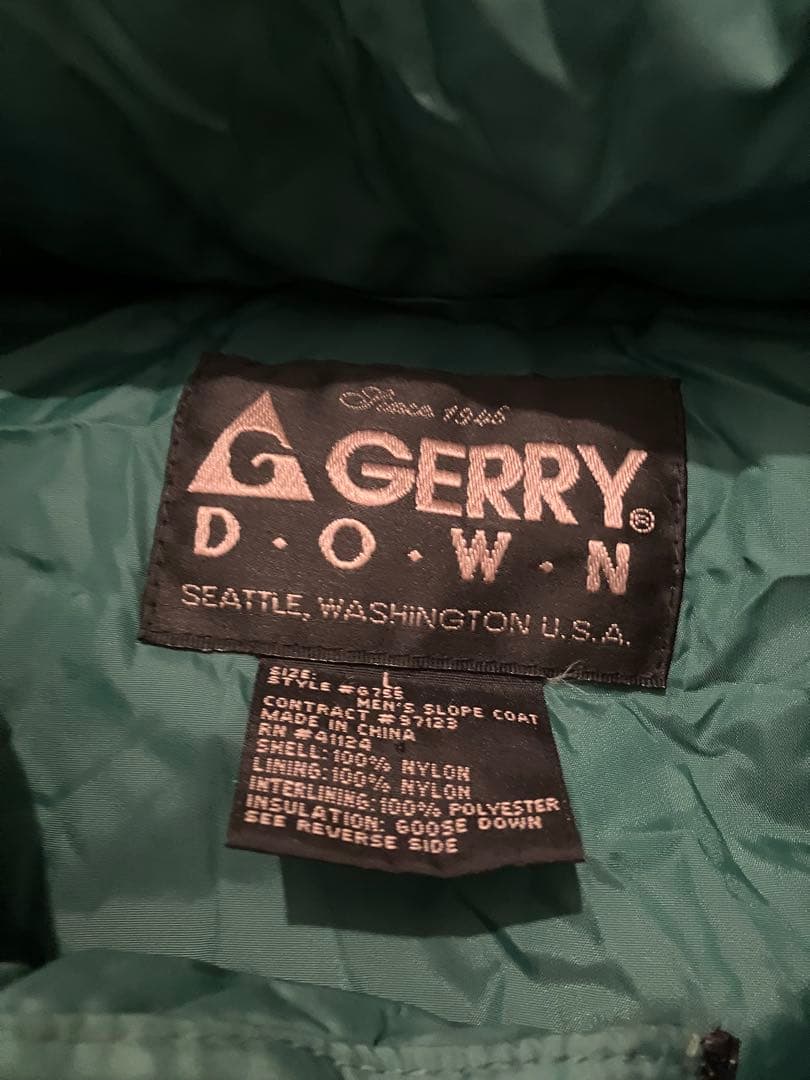 Since 1946
G GERRY®
D·O·W·N
SEATTLE, WASHINGTON U.S.A.
SIZE: L
STYLE #G755
MEN'S SLOPE COAT
CONTRACT #97123
MADE IN CHINA
RN #41124
SHELL: 100% NYLON
LINING: 100% NYLON
INTERLINING: 100% POLYESTER
INSULATION: GOOSE DOWN
SEE REVERSE SIDE